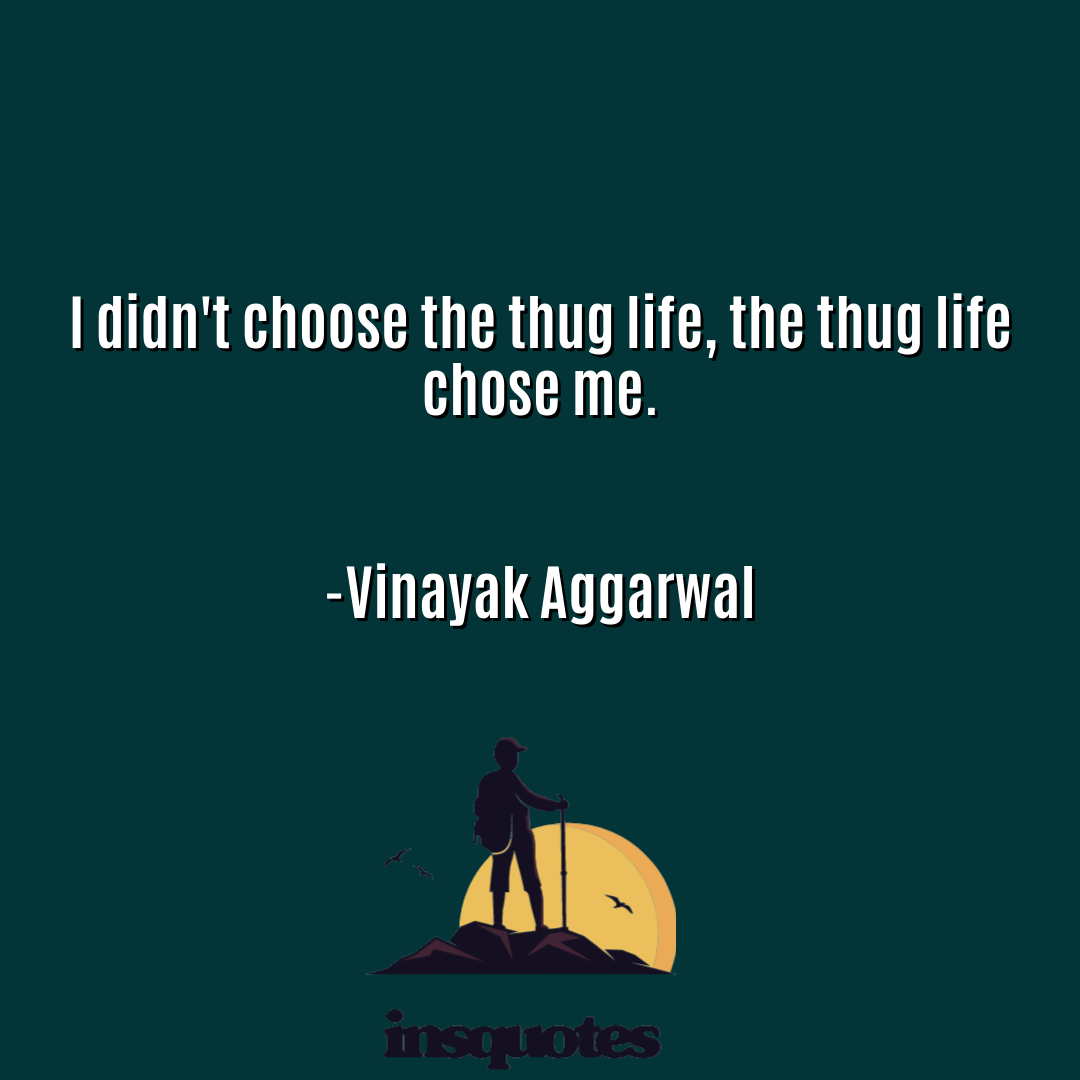 I didn't choose the thug life, the thug life
chose me.
-Vinayak Aggarwal
insquotes